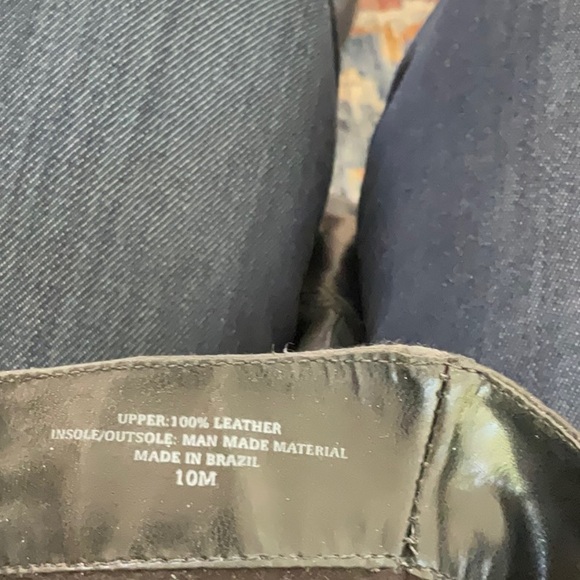 UPPER:100% LEATHER
INSOLE/OUTSOLE: MAN MADE MATERIAL
MADE IN BRAZIL
10M